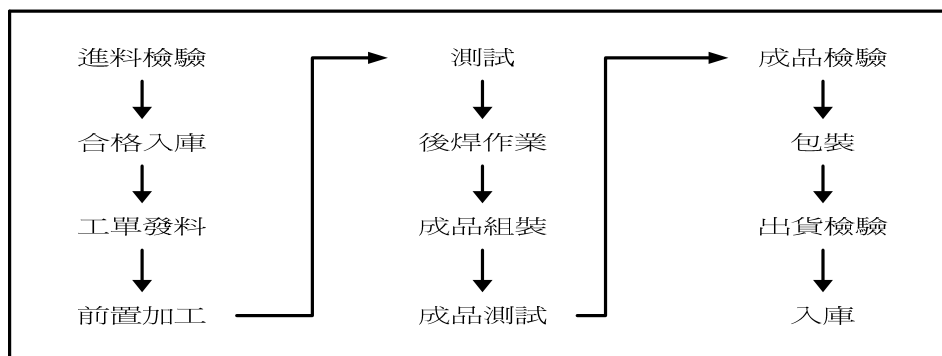 進料檢驗
合格入庫
工單發料
前置加工
測試
後焊作業
成品組裝
成品測試
成品檢驗
包裝
出貨檢驗
入庫